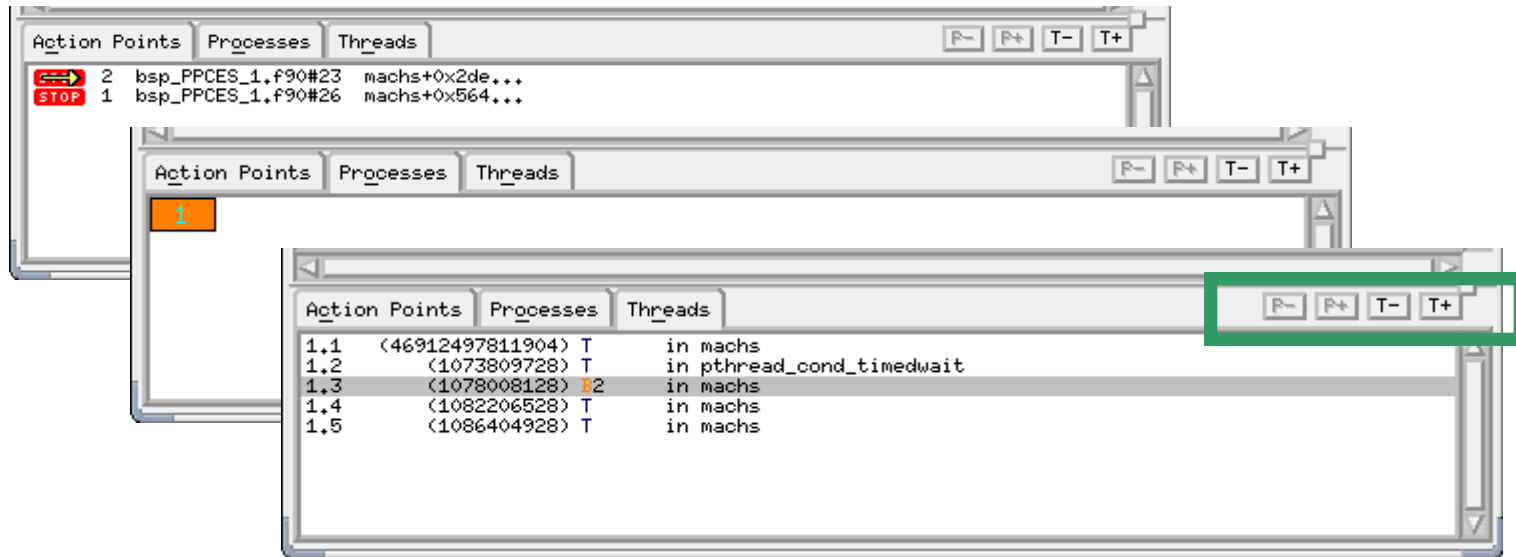 Action Points Processes Threads P- P+ T- T+
2 bsp_PPCES_1.f90#23 machs+0x2de...
STOP 1 bsp_PPCES_1.f90#26 machs+0x564...
Action Points Processes Threads P- P+ T- T+
1
Action Points Processes Threads P- P+ T- T+
1.1 (46912497811904) T in machs
1.2 (1073809728) T in pthread_cond_timedwait
1.3 (1078008128) B2 in machs
1.4 (1082206528) T in machs
1.5 (1086404928) T in machs